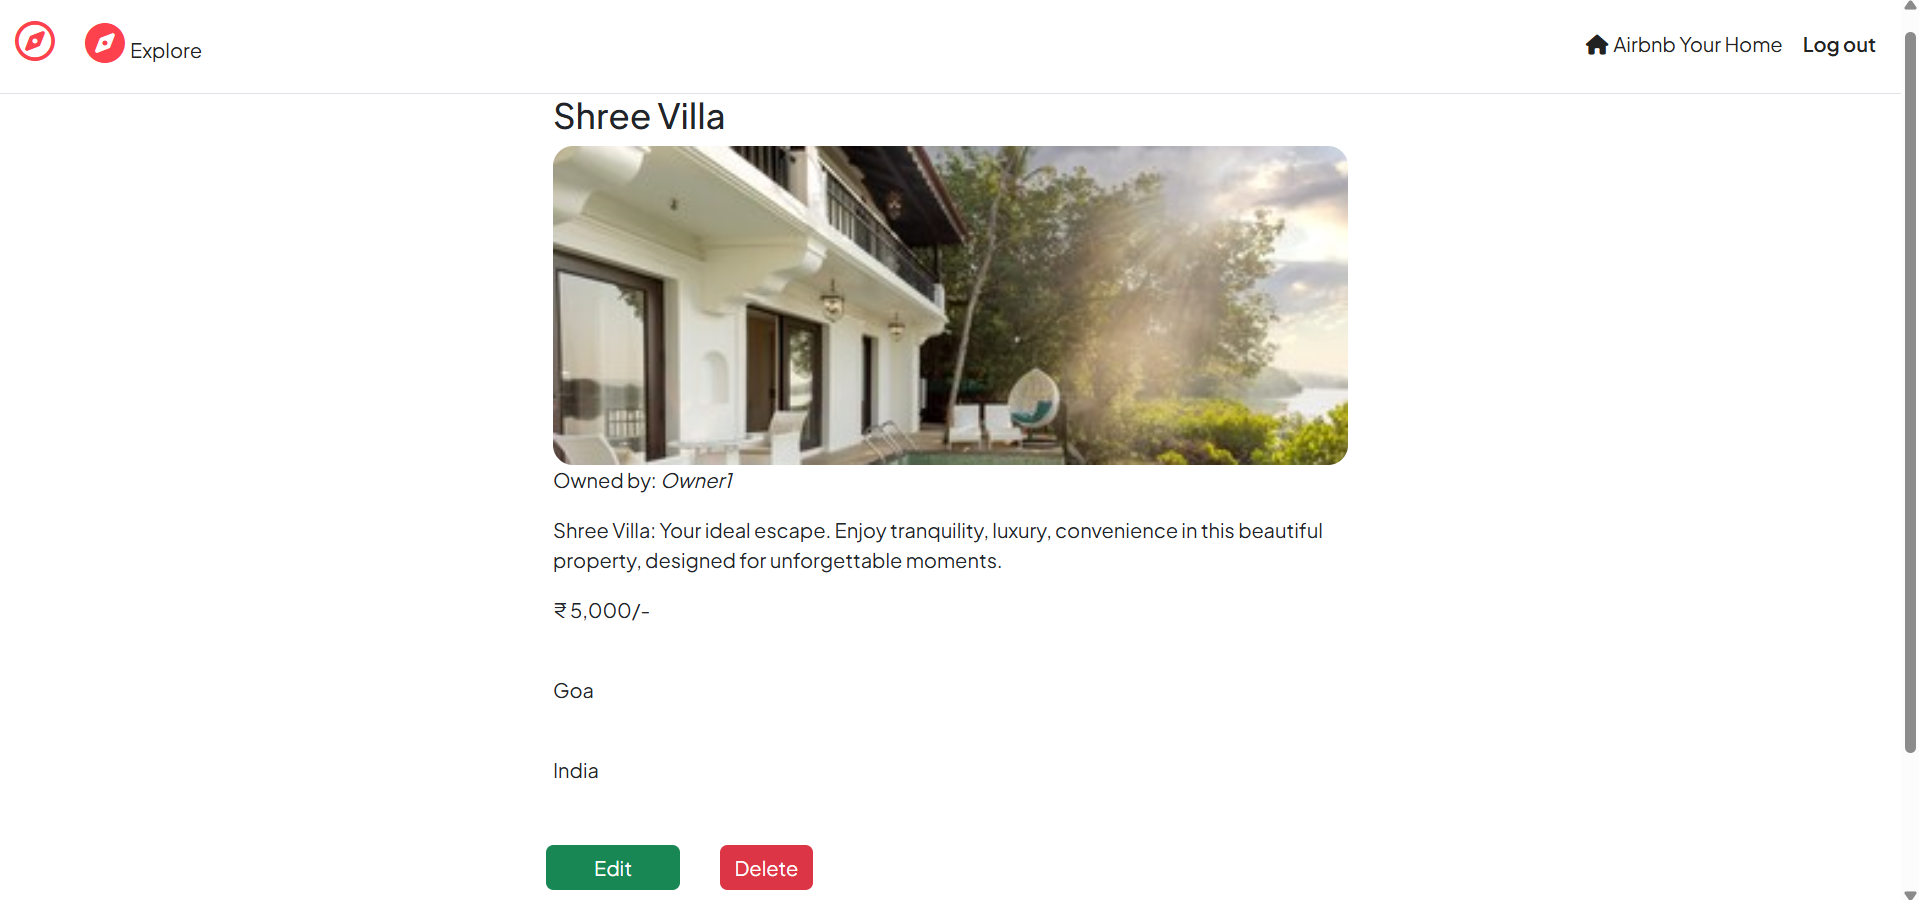 Explore
Airbnb Your Home
Log out
Shree Villa
Owned by: Owner1
Shree Villa: Your ideal escape. Enjoy tranquility, luxury, convenience in this beautiful
property, designed for unforgettable moments.
₹ 5,000/-
Goa
India
Edit
Delete